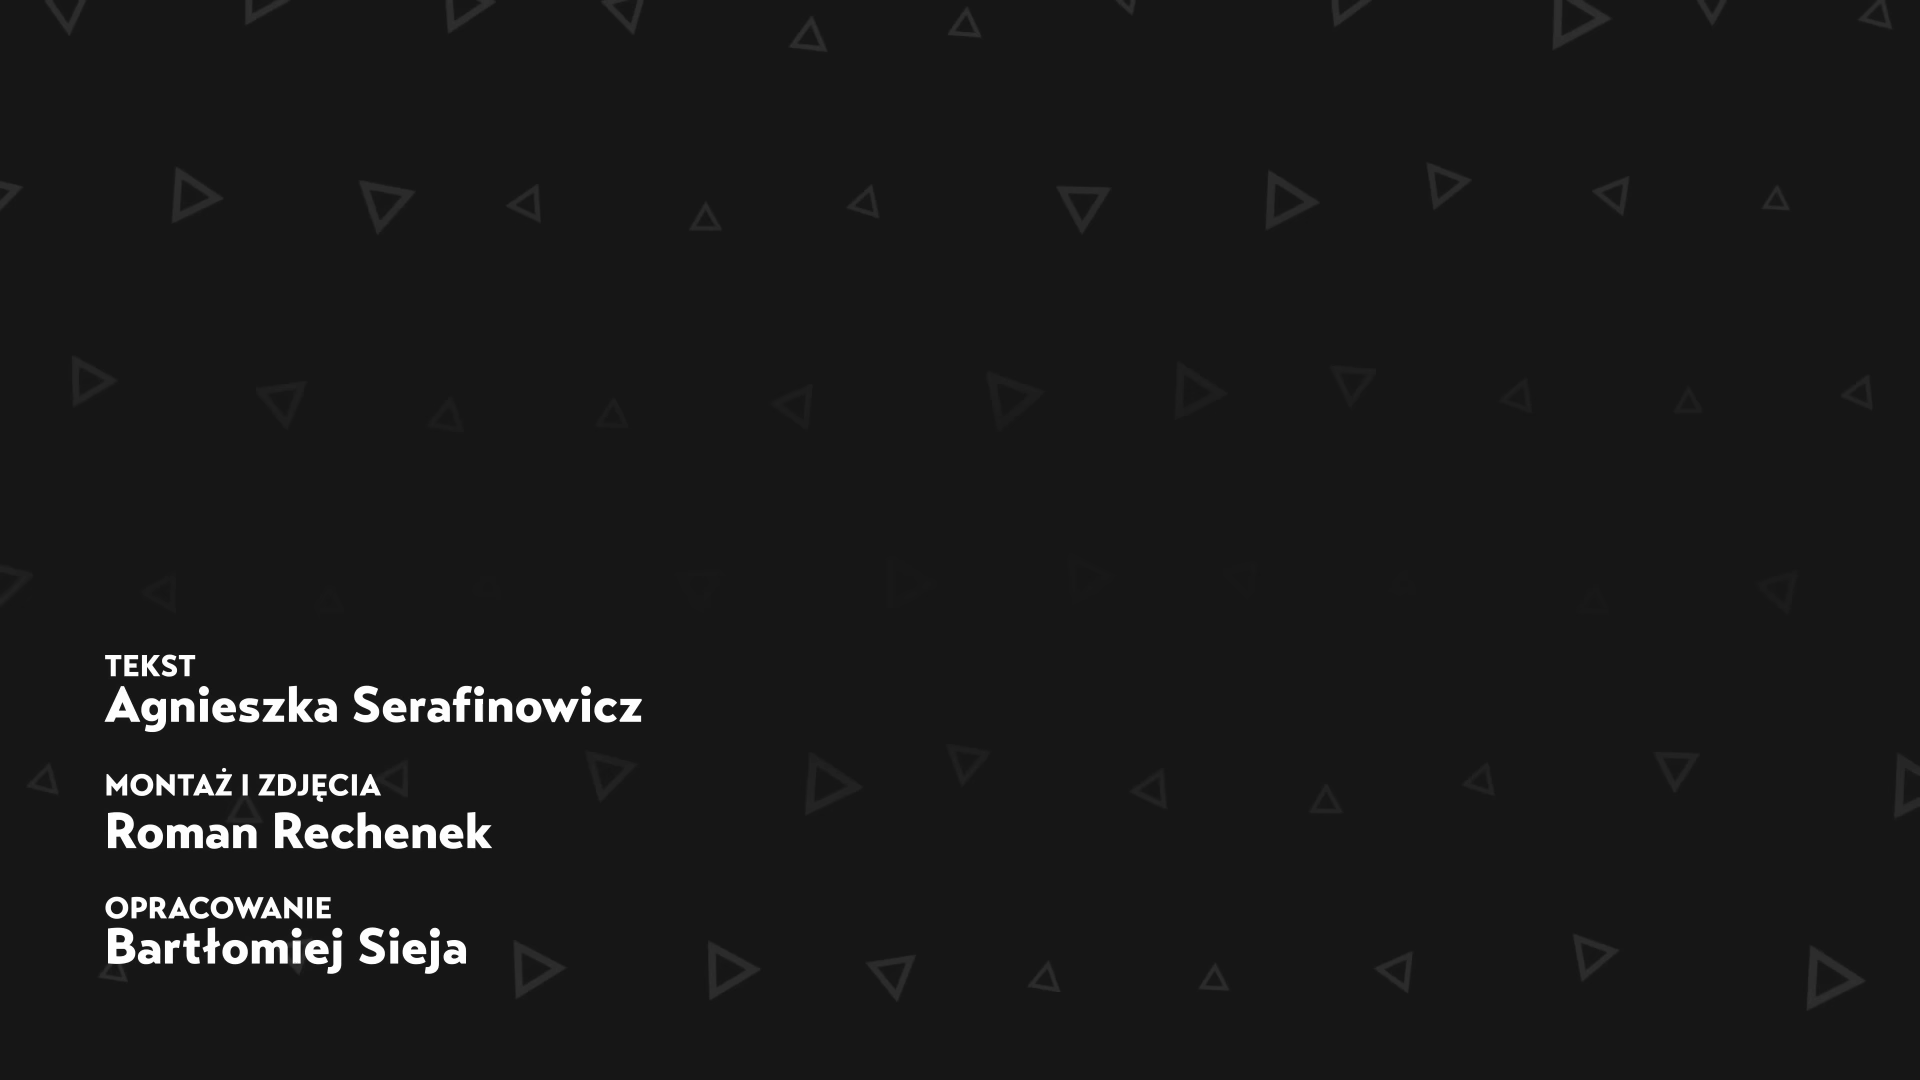 TEKST
Agnieszka Serafinowicz
MONTAŻ I ZDJĘCIA
Roman Rechenek
OPRACOWANIE
Bartłomiej Sieja